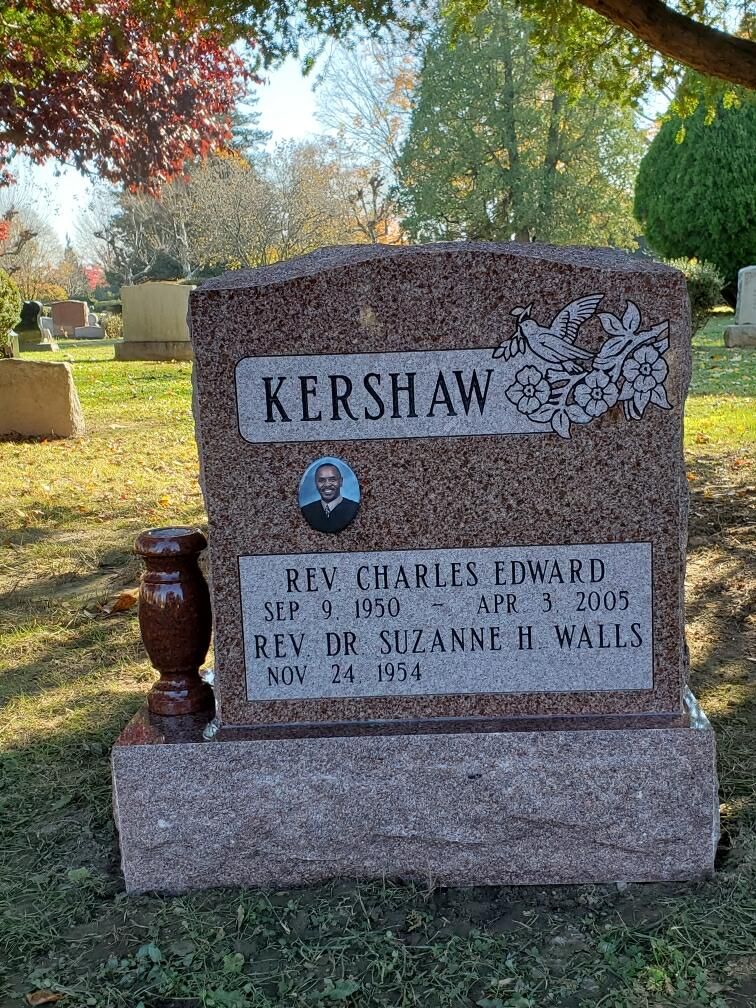 KERSHAW
REV. CHARLES EDWARD
SEP 9, 1950 ~ APR 3, 2005
REV. DR SUZANNE H. WALLS
NOV 24 1954